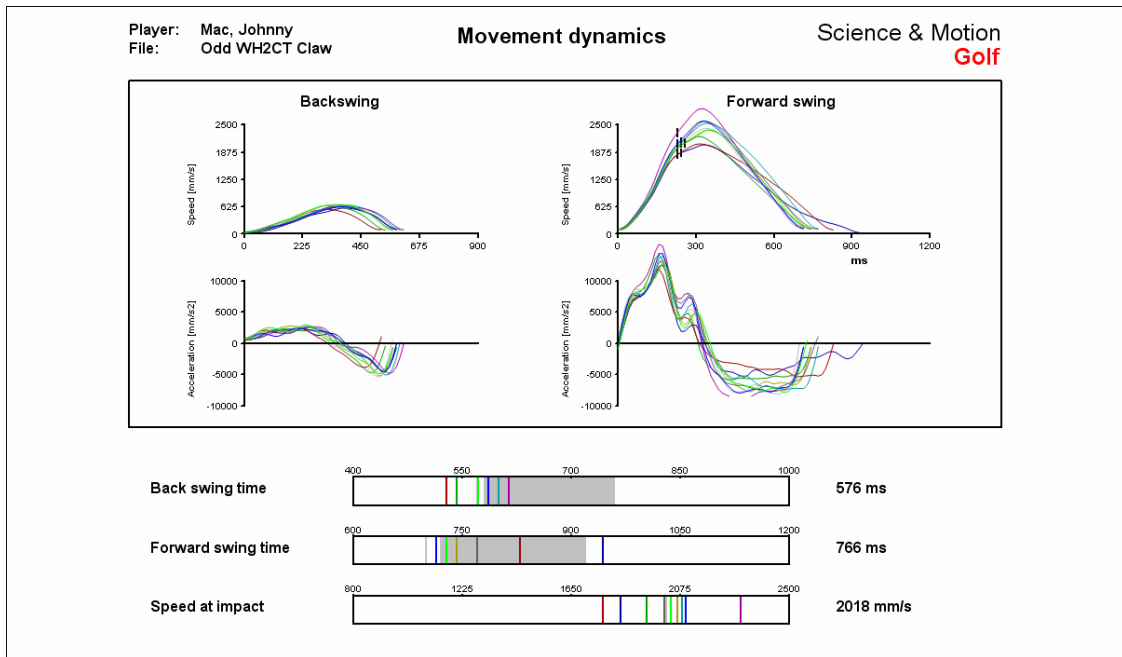 Player: Mac, Johnny
File: Odd WH2CT Claw
Movement dynamics
Science & Motion
Golf
Backswing
Forward swing
Speed [mm/s]
2500
1875
1250
625
0
0 225 450 675 900
Speed [mm/s]
2500
1875
1250
625
0
0 300 600 900 1200
ms
Acceleration [mm/s2]
10000
5000
0
-5000
-10000
Acceleration [mm/s2]
10000
5000
0
-5000
-10000
400 550 700 850 1000
Back swing time 576 ms
600 750 900 1050 1200
Forward swing time 766 ms
800 1225 1650 2075 2500
Speed at impact 2018 mm/s